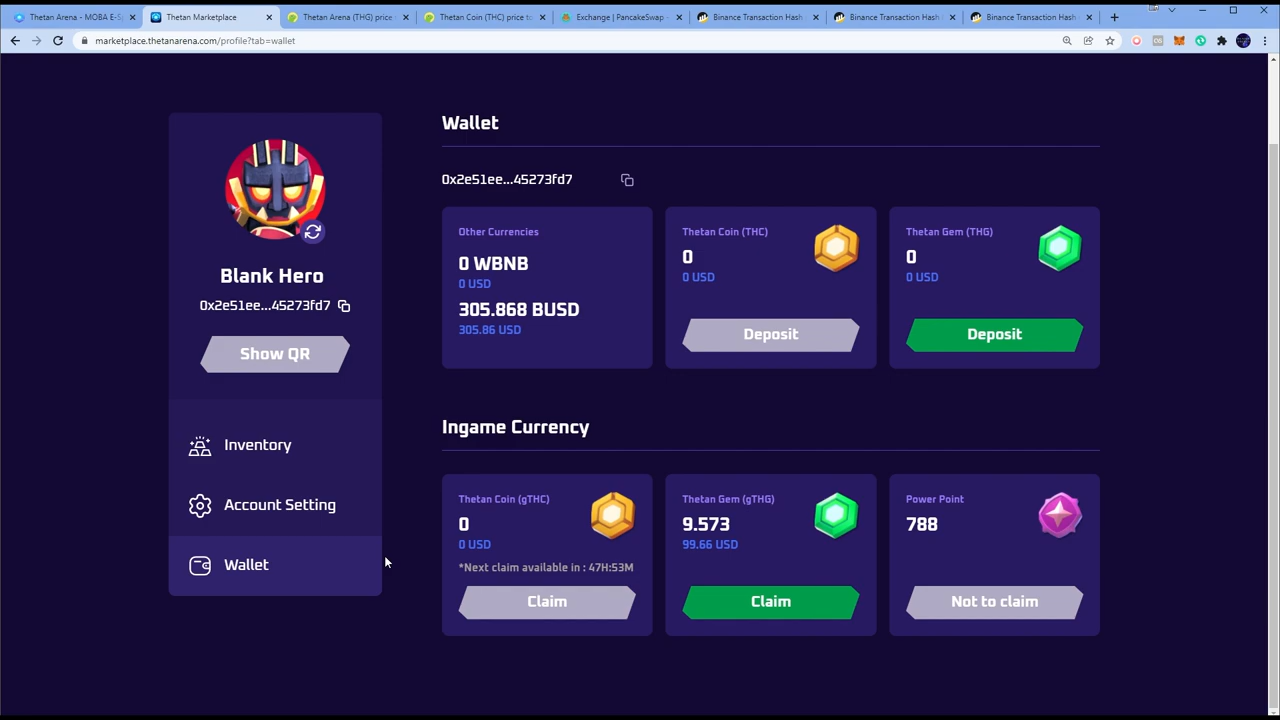 Thetan Arena - MOBA E-S
Thetan Marketplace
Thetan Arena (THG) price
Thetan Coin (THC) price to
Exchange | PancakeSwap -
Binance Transaction Hash
Binance Transaction Hash
Binance Transaction Hash
marketplace.thetanarena.com/profile?tab=wallet
Blank Hero
0x2e51ee...45273fd7
Show QR
Inventory
Account Setting
Wallet
Wallet
0x2e51ee...45273fd7
Other Currencies
0 WBNB
0 USD
305.868 BUSD
305.86 USD
Thetan Coin (THC)
0
0 USD
Deposit
Thetan Gem (THG)
0
0 USD
Deposit
Ingame Currency
Thetan Coin (gTHC)
0
0 USD
*Next claim available in : 47H:53M
Claim
Thetan Gem (gTHG)
9.573
99.66 USD
Claim
Power Point
788
Not to claim